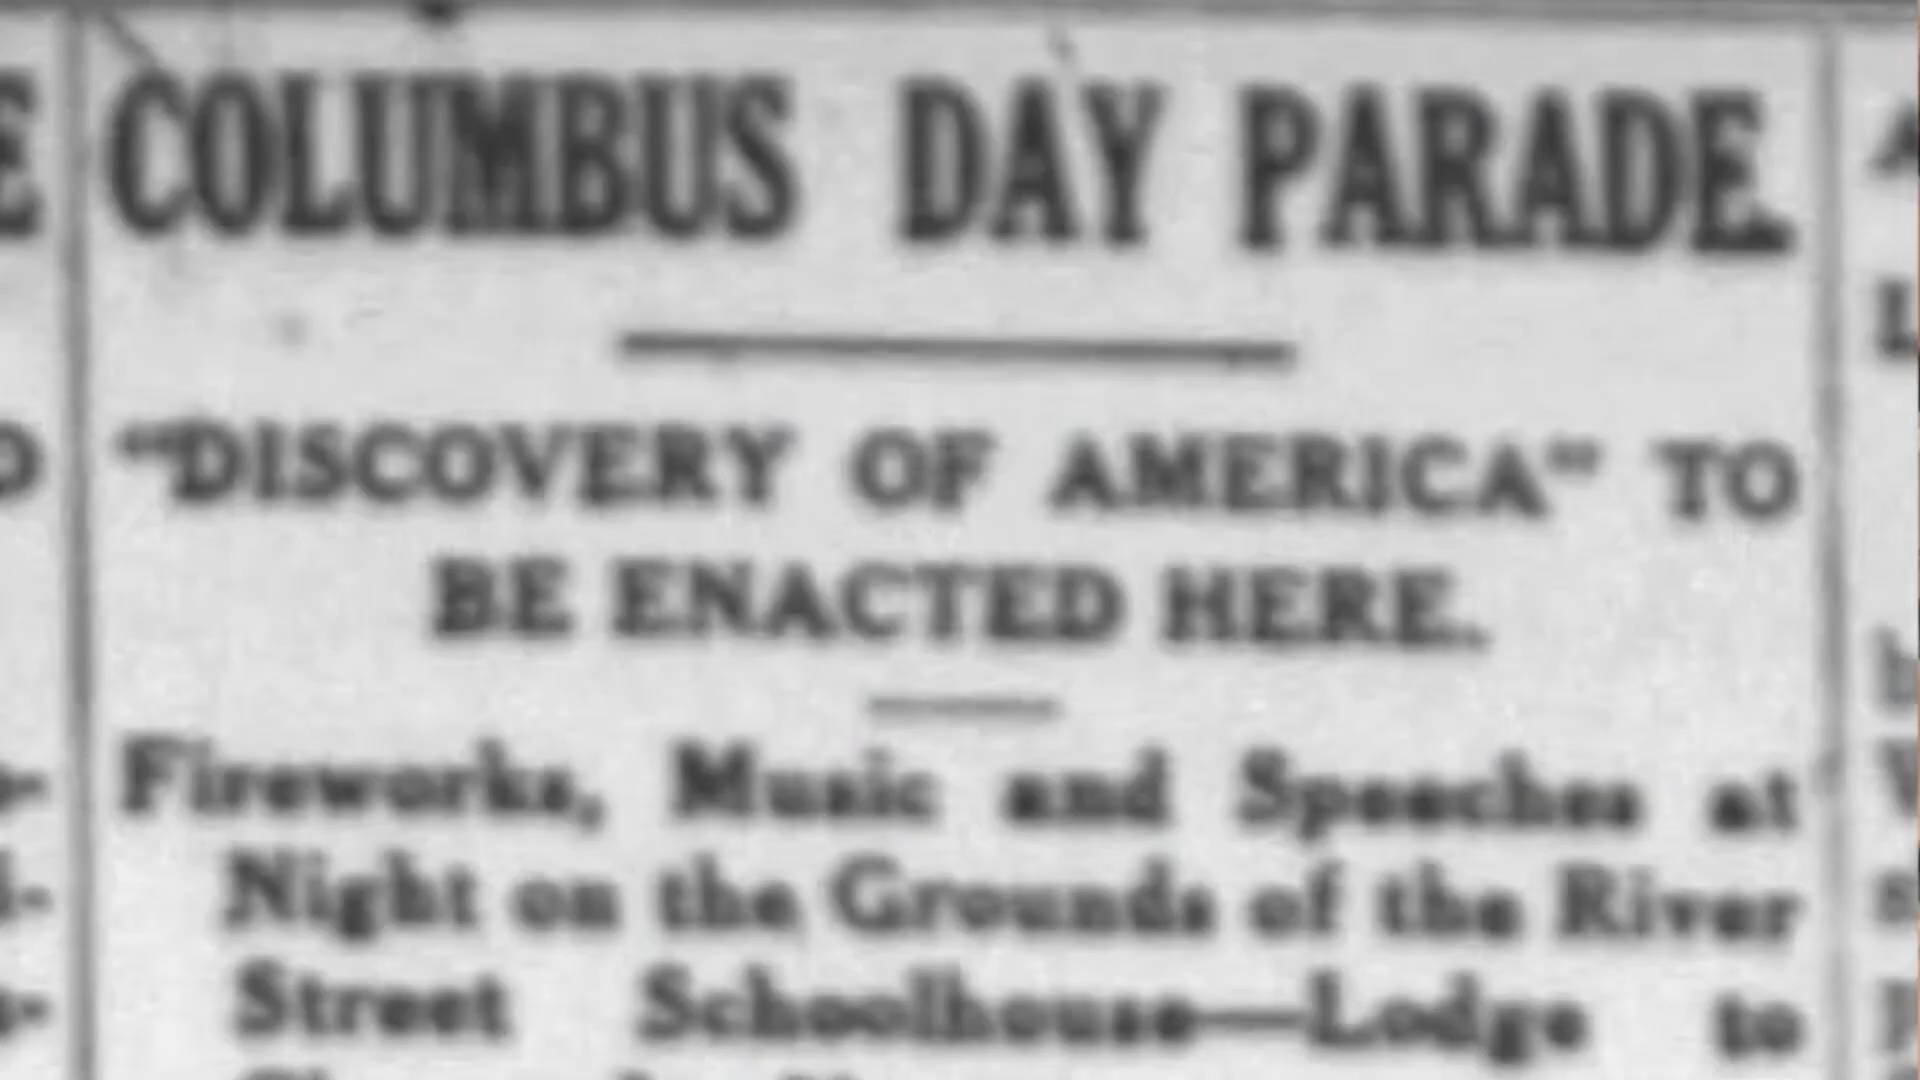 COLUMBUS DAY PARADE.
"DISCOVERY OF AMERICA" TO
BE ENACTED HERE.
Fireworks, Music and Speeches at
Night on the Grounds of the River
Street Schoolhouse—Lodge to